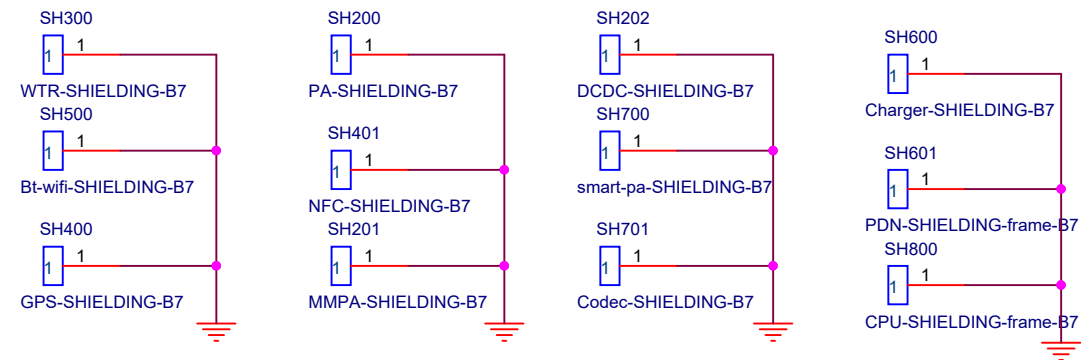 SH300
1
1
WTR-SHIELDING-B7
SH500
1
1
Bt-wifi-SHIELDING-B7
SH400
1
1
GPS-SHIELDING-B7
SH200
1
1
PA-SHIELDING-B7
SH401
1
1
NFC-SHIELDING-B7
SH201
1
1
MMPA-SHIELDING-B7
SH202
1
1
DCDC-SHIELDING-B7
SH700
1
1
smart-pa-SHIELDING-B7
SH701
1
1
Codec-SHIELDING-B7
SH600
1
1
Charger-SHIELDING-B7
SH601
1
1
PDN-SHIELDING-frame-B7
SH800
1
1
CPU-SHIELDING-frame-B7